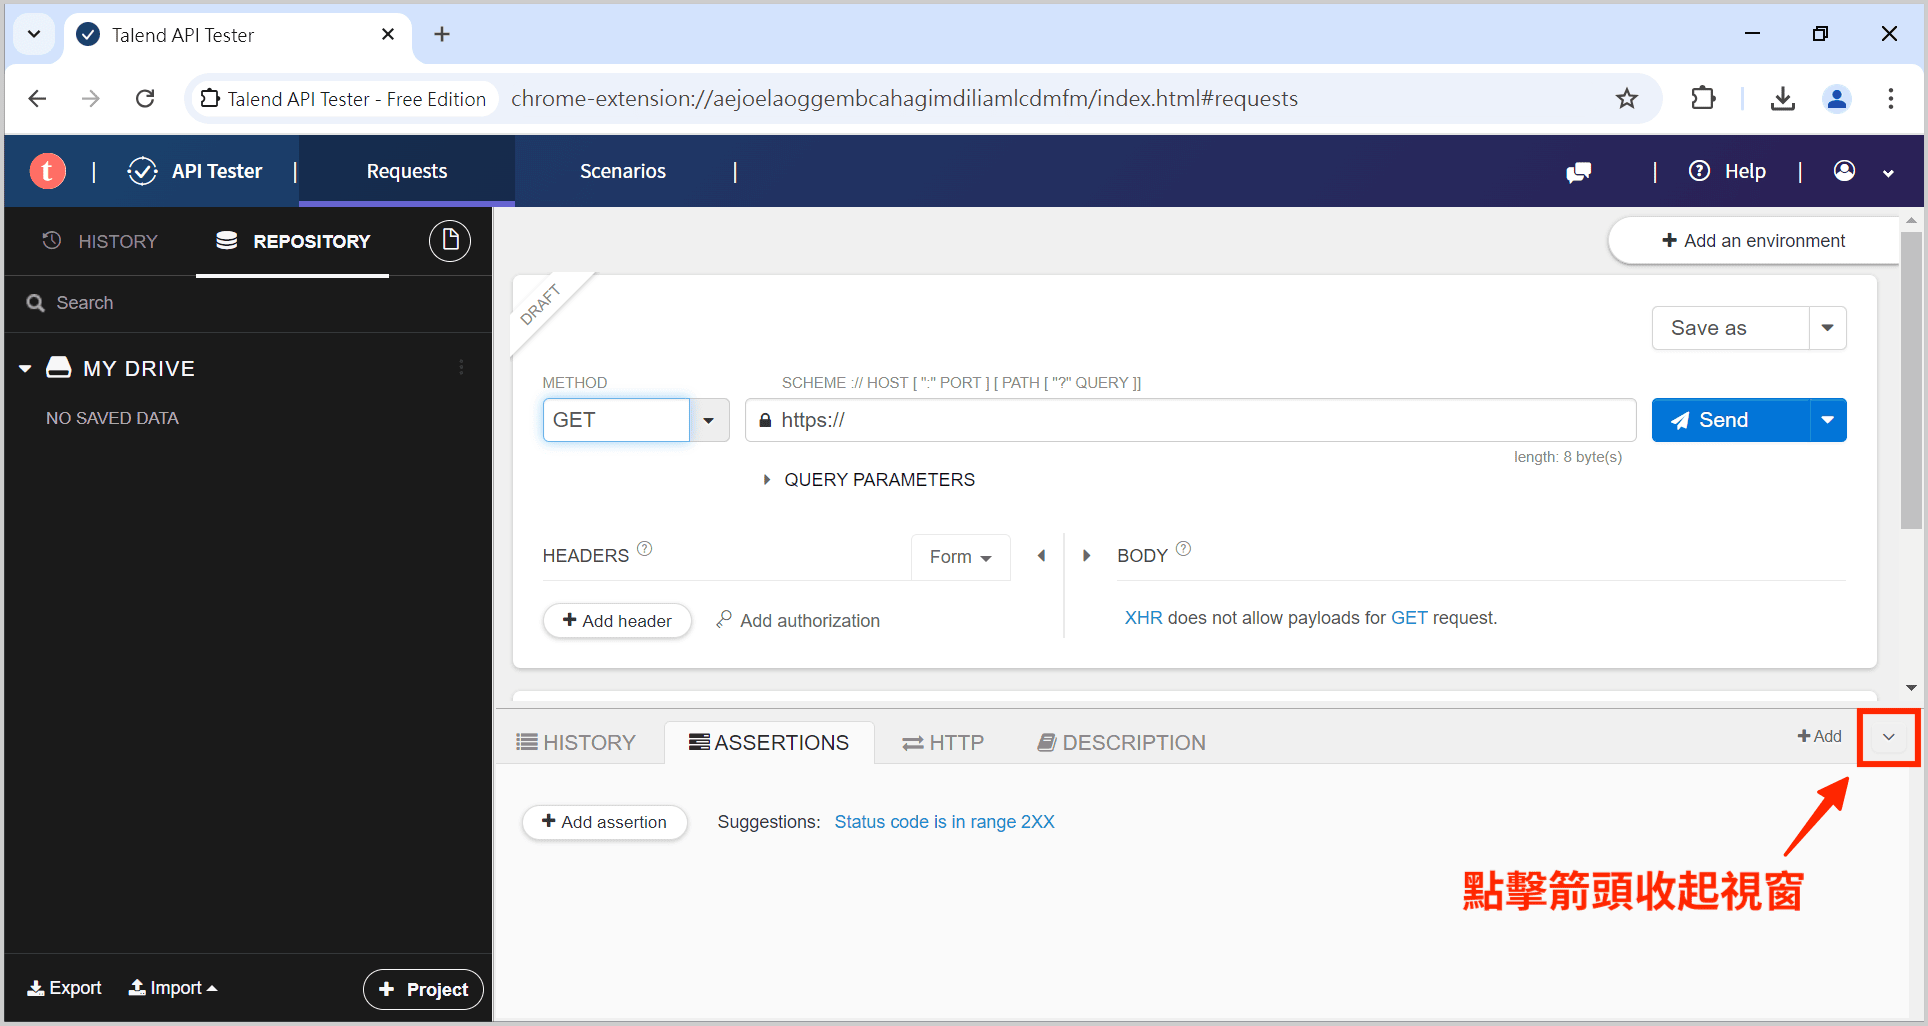 Talend API Tester
Talend API Tester - Free Edition
chrome-extension://aejoelaoggembcahagimdiliamlcdmfm/index.html#requests
t | API Tester | Requests Scenarios | | Help |
HISTORY REPOSITORY
+ Add an environment
Search
DRAFT
Save as
MY DRIVE
NO SAVED DATA
METHOD SCHEME :// HOST [ ":" PORT ] [ PATH [ "?" QUERY ]]
GET https:// Send
length: 8 byte(s)
QUERY PARAMETERS
HEADERS ? Form BODY ?
+ Add header Add authorization XHR does not allow payloads for GET request.
HISTORY ASSERTIONS HTTP DESCRIPTION + Add
+ Add assertion Suggestions: Status code is in range 2XX
點擊箭頭收起視窗
Export Import + Project